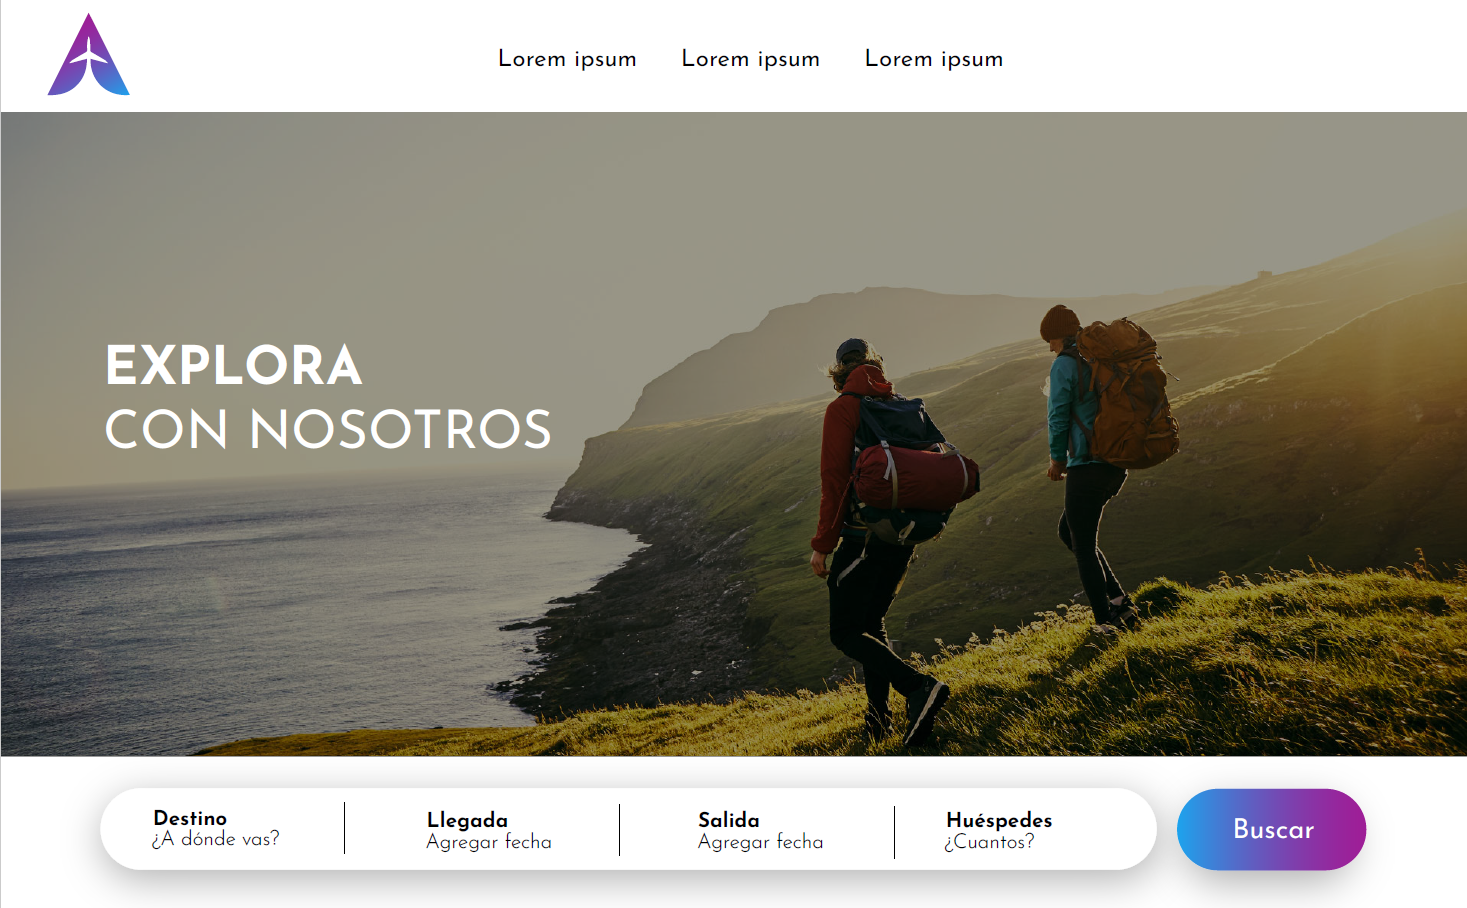 Lorem ipsum Lorem ipsum Lorem ipsum
EXPLORA
CON NOSOTROS
Destino
¿A dónde vas?
Llegada
Agregar fecha
Salida
Agregar fecha
Huéspedes
¿Cuantos?
Buscar